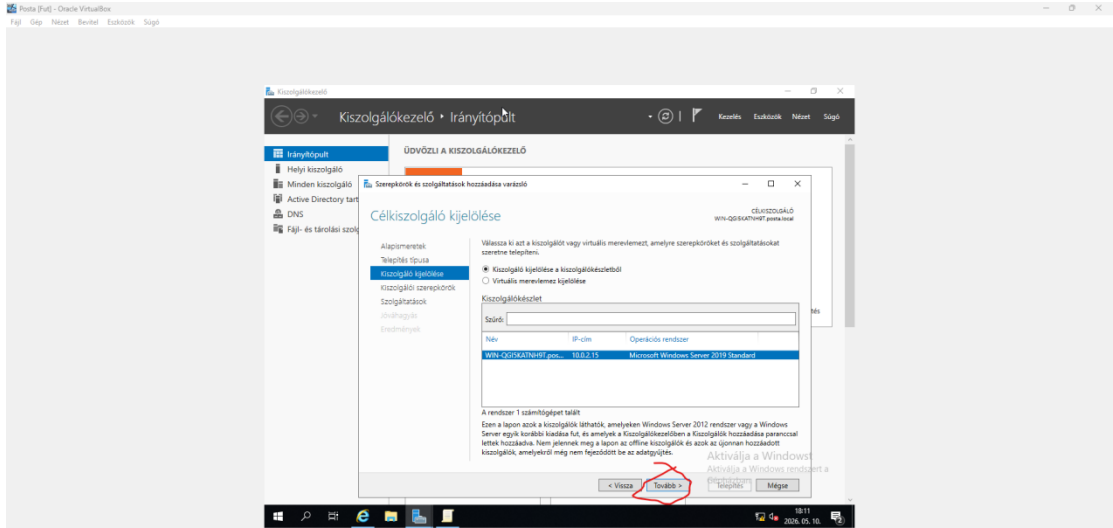 Posta [Fut] - Oracle VirtualBox
Fájl Gép Nézet Bevitel Eszközök Súgó
Kiszolgálókezelő
Kiszolgálókezelő • Irányítópult
Kezelés Eszközök Nézet Súgó
Irányítópult
Helyi kiszolgáló
Minden kiszolgáló
Active Directory tart
DNS
Fájl- és tárolási szolg
ÜDVÖZLI A KISZOLGÁLÓKEZELŐ
Szerepkörök és szolgáltatások hozzáadása varázsló
Célkiszolgáló kijelölése
CÉLKISZOLGÁLÓ
WIN-QGI5KATNH9T.posta.local
Alapismeretek
Telepítés típusa
Kiszolgáló kijelölése
Kiszolgálói szerepkörök
Szolgáltatások
Jóváhagyás
Eredmények
Válassza ki azt a kiszolgálót vagy virtuális merevlemezt, amelyre szerepköröket és szolgáltatásokat
szeretne telepíteni.
Kiszolgáló kijelölése a kiszolgálókészletből
Virtuális merevlemez kijelölése
Kiszolgálókészlet
Szűrő:
Név IP-cím Operációs rendszer
WIN-QGI5KATNH9T.pos... 10.0.2.15 Microsoft Windows Server 2019 Standard
A rendszer 1 számítógépet talált
Ezen a lapon azok a kiszolgálók láthatók, amelyeken Windows Server 2012 rendszer vagy a Windows
Server egyik korábbi kiadása fut, és amelyek a Kiszolgálókezelőben a Kiszolgálók hozzáadása paranccsal
lettek hozzáadva. Nem jelennek meg a lapon az offline kiszolgálók és azok az újonnan hozzáadott
kiszolgálók, amelyekről még nem fejeződött be az adatgyűjtés.
tés
Aktiválja a Windowst
Aktiválja a Windows rendszert a
< Vissza Tovább > Telepítés Mégse
18:11
2026. 05. 10.